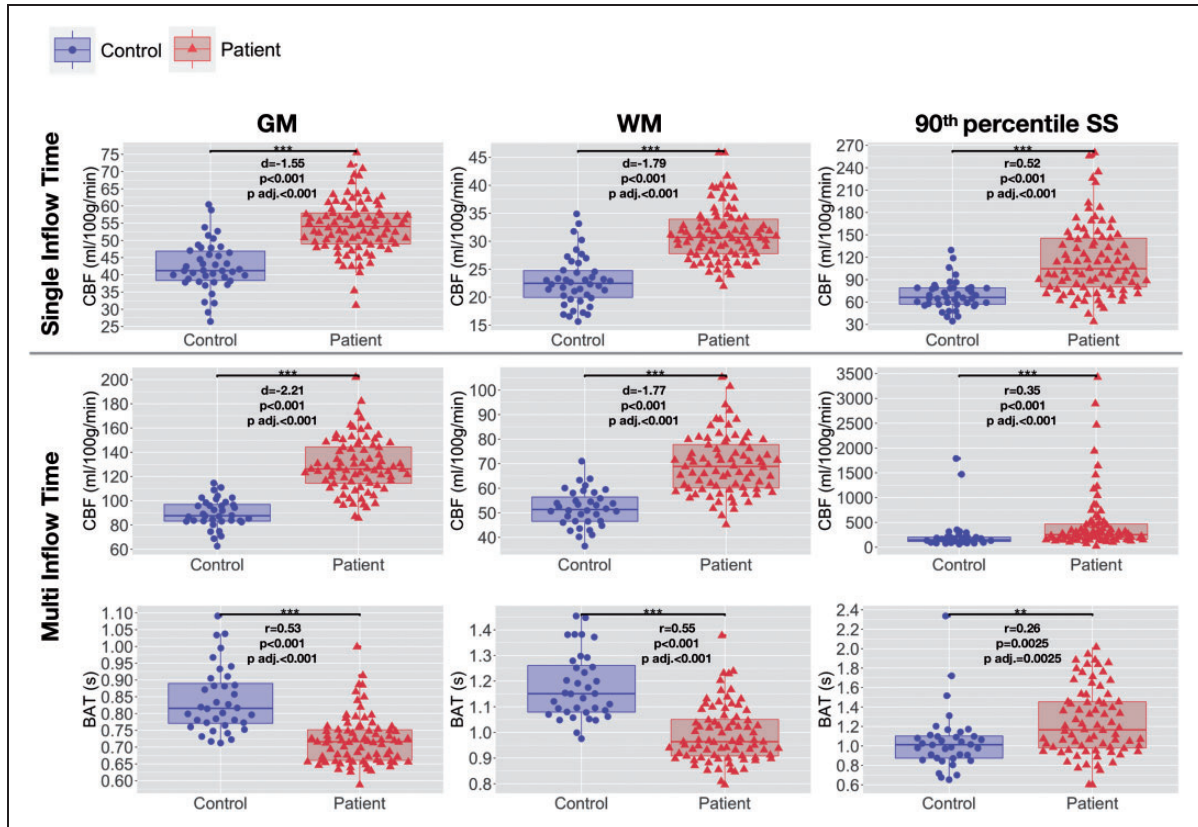 Control Patient
GM WM 90th percentile SS
Single Inflow Time
CBF (ml/100g/min)
75
70
65
60
55
50
45
40
35
30
25
***
d=-1.55
p<0.001
p adj.<0.001
Control Patient
CBF (ml/100g/min)
45
40
35
30
25
20
15
***
d=-1.79
p<0.001
p adj.<0.001
Control Patient
CBF (ml/100g/min)
270
240
210
180
150
120
90
60
30
***
r=0.52
p<0.001
p adj.<0.001
Control Patient
Multi Inflow Time
CBF (ml/100g/min)
200
180
160
140
120
100
80
60
***
d=-2.21
p<0.001
p adj.<0.001
Control Patient
CBF (ml/100g/min)
100
90
80
70
60
50
40
***
d=-1.77
p<0.001
p adj.<0.001
Control Patient
CBF (ml/100g/min)
3500
3000
2500
2000
1500
1000
500
0
***
r=0.35
p<0.001
p adj.<0.001
Control Patient
BAT (s)
1.10
1.05
1.00
0.95
0.90
0.85
0.80
0.75
0.70
0.65
0.60
***
r=0.53
p<0.001
p adj.<0.001
Control Patient
BAT (s)
1.4
1.3
1.2
1.1
1.0
0.9
0.8
***
r=0.55
p<0.001
p adj.<0.001
Control Patient
BAT (s)
2.4
2.2
2.0
1.8
1.6
1.4
1.2
1.0
0.8
0.6
**
r=0.26
p=0.0025
p adj.=0.0025
Control Patient